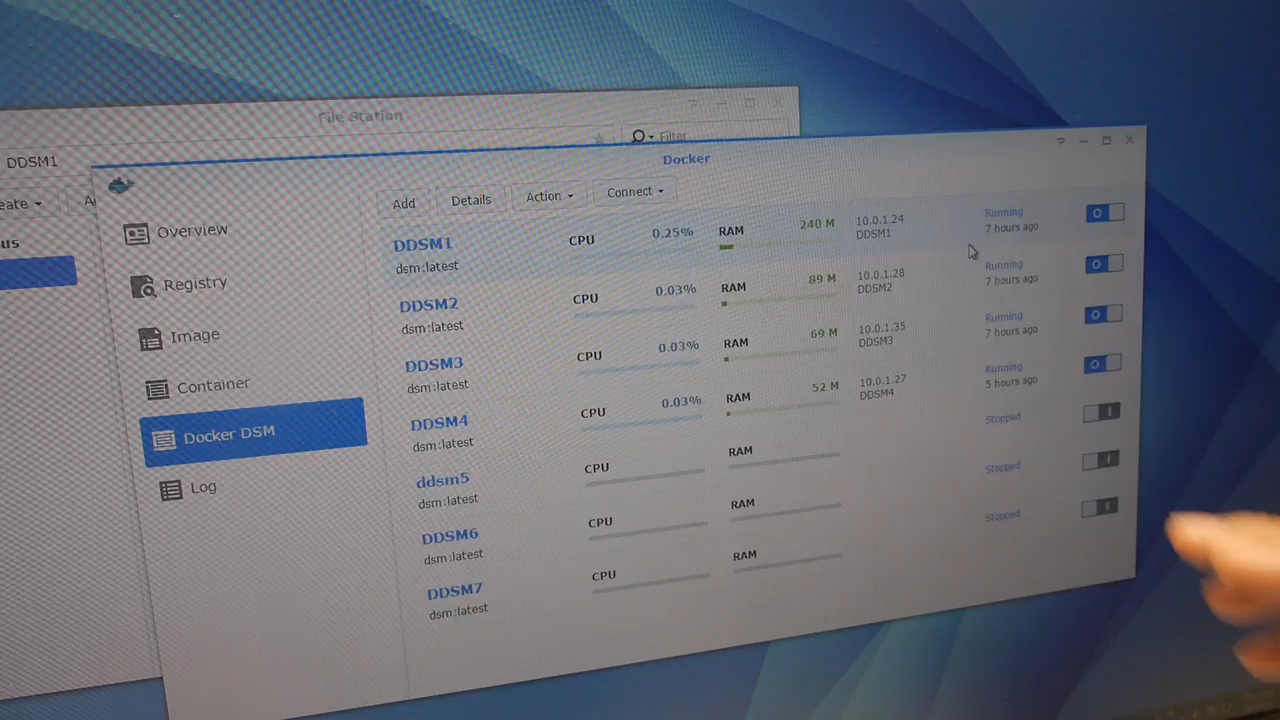 File Station
DDSM1
Filter
eate
A
us
Docker
Add
Details
Action
Connect
Overview
Registry
Image
Container
Docker DSM
Log
DDSM1
dsm:latest
CPU
0.25%
RAM
240 M
10.0.1.24
DDSM1
Running
7 hours ago
DDSM2
dsm:latest
CPU
0.03%
RAM
89 M
10.0.1.28
DDSM2
Running
7 hours ago
DDSM3
dsm:latest
CPU
0.03%
RAM
69 M
10.0.1.35
DDSM3
Running
7 hours ago
DDSM4
dsm:latest
CPU
0.03%
RAM
52 M
10.0.1.27
DDSM4
Running
5 hours ago
ddsm5
dsm:latest
CPU
RAM
Stopped
DDSM6
dsm:latest
CPU
RAM
Stopped
DDSM7
dsm:latest
CPU
RAM
Stopped